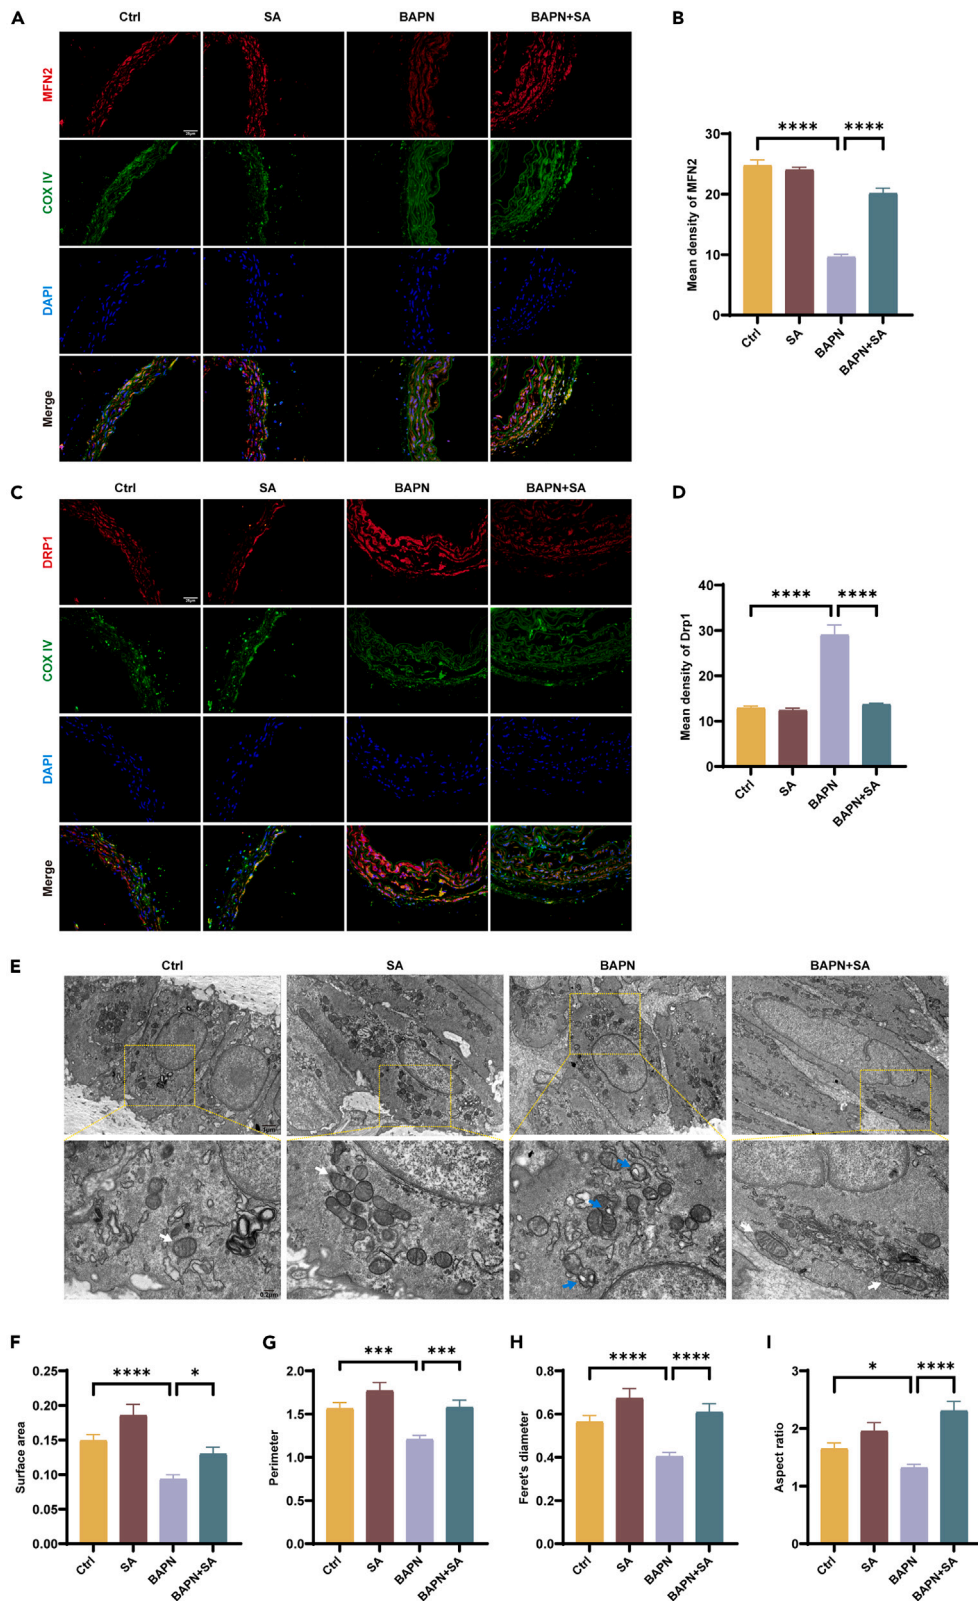 A
Ctrl SA BAPN BAPN+SA
MFN2
COX IV
DAPI
Merge
20μm
B
Mean density of MFN2
30
20
10
0
**** ****
Ctrl SA BAPN BAPN+SA
C
Ctrl SA BAPN BAPN+SA
DRP1
COX IV
DAPI
Merge
20μm
D
Mean density of Drp1
40
30
20
10
0
**** ****
Ctrl SA BAPN BAPN+SA
E
Ctrl SA BAPN BAPN+SA
1μm
0.2μm
F
Surface area
0.25
0.20
0.15
0.10
0.05
0.00
**** *
Ctrl SA BAPN BAPN+SA
G
Perimeter
2.0
1.5
1.0
0.5
0.0
*** ***
Ctrl SA BAPN BAPN+SA
H
Feret's diameter
0.8
0.6
0.4
0.2
0.0
**** ****
Ctrl SA BAPN BAPN+SA
I
Aspect ratio
3
2
1
0
* ****
Ctrl SA BAPN BAPN+SA